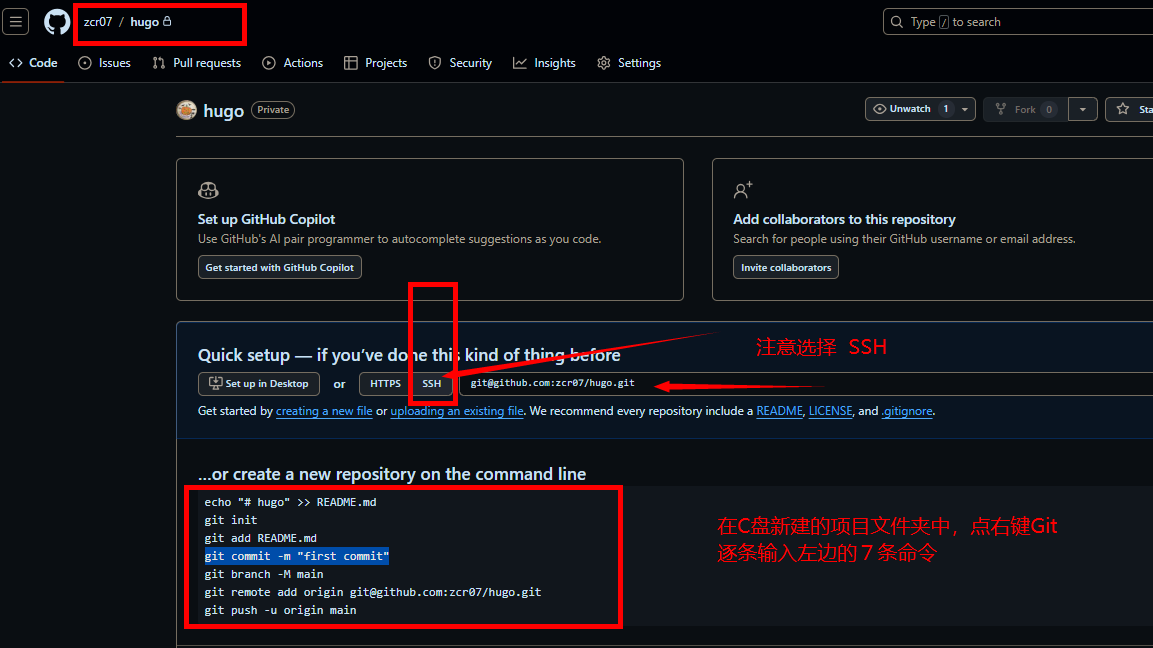 zcr07 / hugo
Type / to search
Code Issues Pull requests Actions Projects Security Insights Settings
hugo Private
Unwatch 1 Fork 0 Sta
Set up GitHub Copilot
Use GitHub's AI pair programmer to autocomplete suggestions as you code.
Get started with GitHub Copilot
Add collaborators to this repository
Search for people using their GitHub username or email address.
Invite collaborators
Quick setup — if you've done this kind of thing before
注意选择 SSH
Set up in Desktop or HTTPS SSH git@github.com:zcr07/hugo.git
Get started by creating a new file or uploading an existing file. We recommend every repository include a README, LICENSE, and .gitignore.
...or create a new repository on the command line
echo "# hugo" >> README.md
git init
git add README.md
git commit -m "first commit"
git branch -M main
git remote add origin git@github.com:zcr07/hugo.git
git push -u origin main
在C盘新建的项目文件夹中，点右键Git
逐条输入左边的７条命令